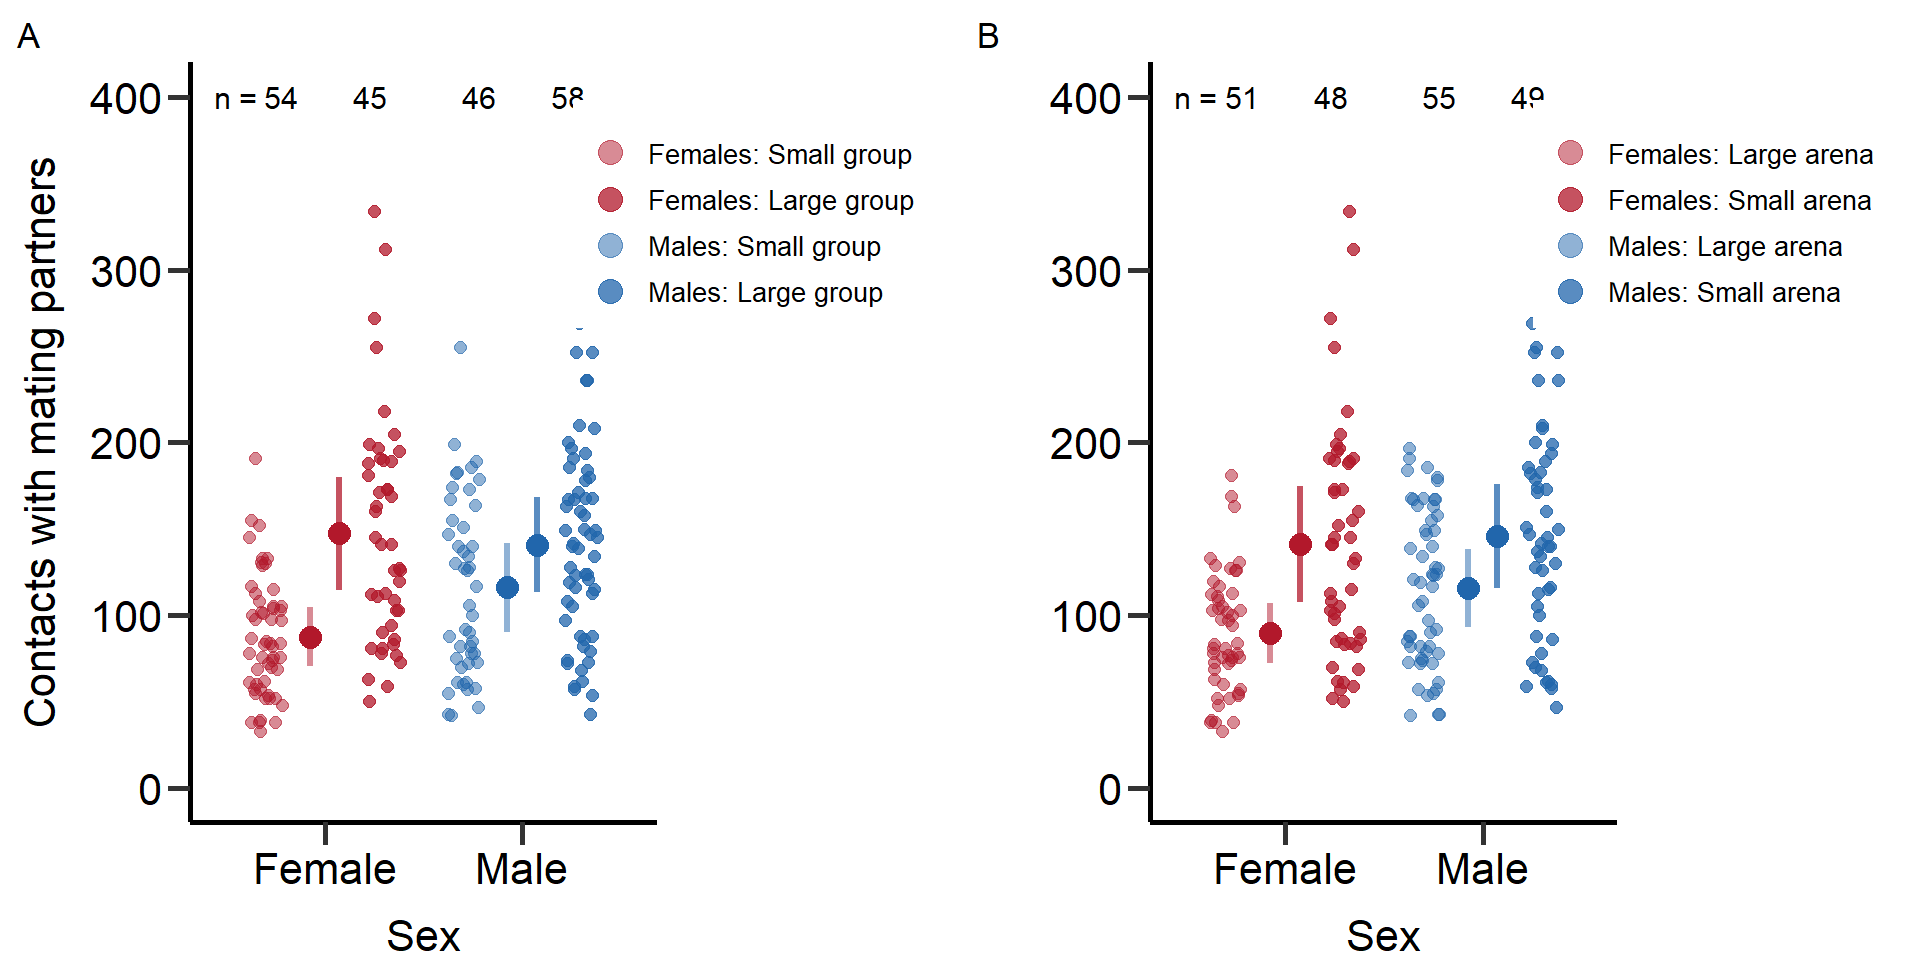 A
400
300
200
100
0
Contacts with mating partners
n = 54 45 46 58
Females: Small group
Females: Large group
Males: Small group
Males: Large group
Female Male
Sex
B
400
300
200
100
0
n = 51 48 55 49
Females: Large arena
Females: Small arena
Males: Large arena
Males: Small arena
Female Male
Sex